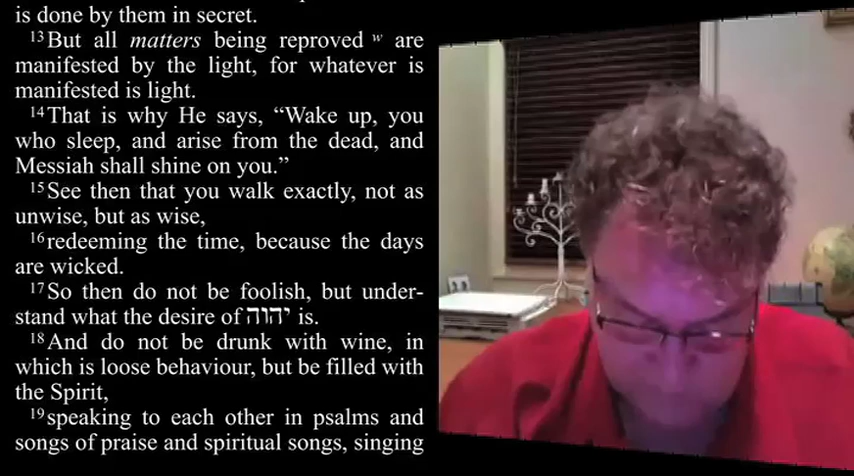 is done by them in secret.
¹³But all matters being reproved ʷ are
manifested by the light, for whatever is
manifested is light.
¹⁴That is why He says, “Wake up, you
who sleep, and arise from the dead, and
Messiah shall shine on you.”
¹⁵See then that you walk exactly, not as
unwise, but as wise,
¹⁶redeeming the time, because the days
are wicked.
¹⁷So then do not be foolish, but under-
stand what the desire of יהוה is.
¹⁸And do not be drunk with wine, in
which is loose behaviour, but be filled with
the Spirit,
¹⁹speaking to each other in psalms and
songs of praise and spiritual songs, singing